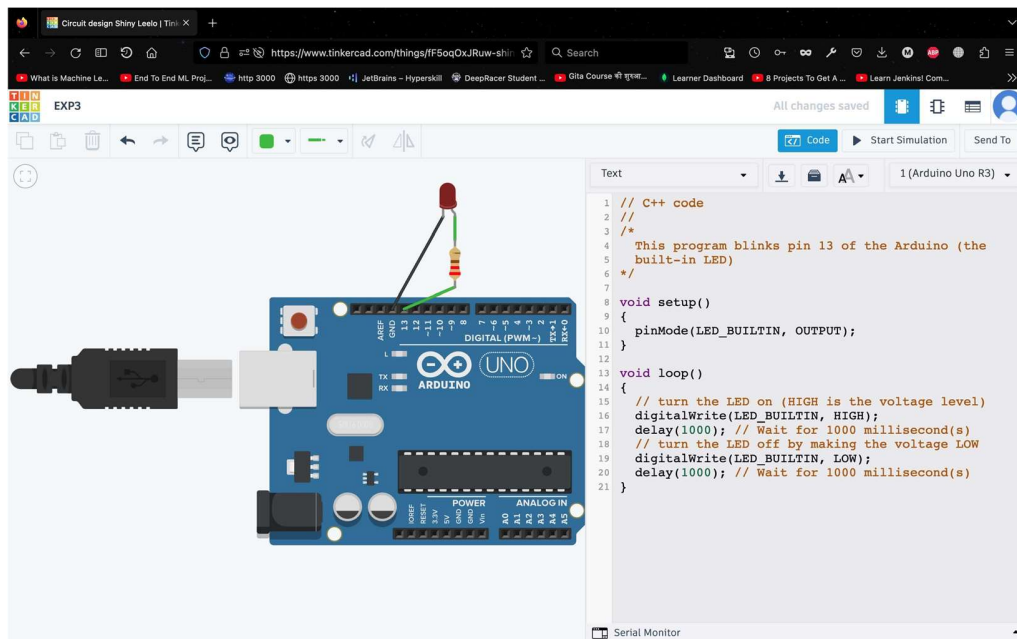 Circuit design Shiny Leelo | Tink
https://www.tinkercad.com/things/fF5oqOxJRuw-shin
Search
What is Machine Le...
End To End ML Proj...
http 3000
https 3000
JetBrains – Hyperskill
DeepRacer Student ...
Gita Course की शुरुआ...
Learner Dashboard
8 Projects To Get A ...
Learn Jenkins! Com...
TIN
KER
CAD
EXP3
All changes saved
Code
Start Simulation
Send To
Text
1 (Arduino Uno R3)
1 // C++ code
2 //
3 /*
4 This program blinks pin 13 of the Arduino (the
5 built-in LED)
6 */
7
8 void setup()
9 {
10 pinMode(LED_BUILTIN, OUTPUT);
11 }
12
13 void loop()
14 {
15 // turn the LED on (HIGH is the voltage level)
16 digitalWrite(LED_BUILTIN, HIGH);
17 delay(1000); // Wait for 1000 millisecond(s)
18 // turn the LED off by making the voltage LOW
19 digitalWrite(LED_BUILTIN, LOW);
20 delay(1000); // Wait for 1000 millisecond(s)
21 }
AREF
GND
13
12
~11
~10
~9
8
7
~6
~5
4
~3
2
TX→1
RX←0
DIGITAL (PWM~)
L
TX
RX
ARDUINO
UNO
ON
POWER
ANALOG IN
IOREF
RESET
3.3V
5V
GND
GND
Vin
A0
A1
A2
A3
A4
A5
Serial Monitor